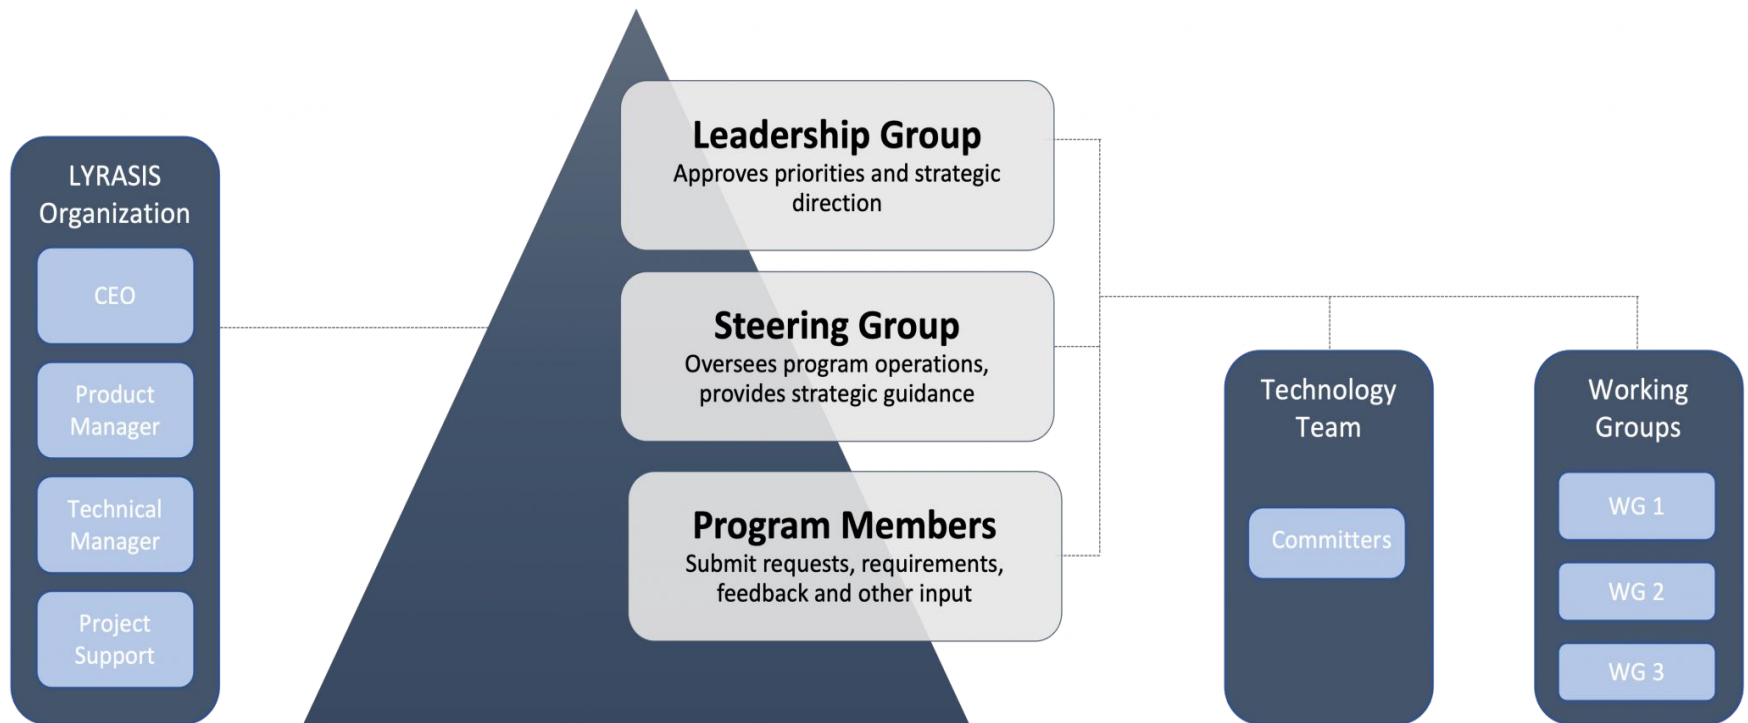 LYRASIS
Organization
CEO
Product
Manager
Technical
Manager
Project
Support
Leadership Group
Approves priorities and strategic
direction
Steering Group
Oversees program operations,
provides strategic guidance
Program Members
Submit requests, requirements,
feedback and other input
Technology
Team
Committers
Working
Groups
WG 1
WG 2
WG 3